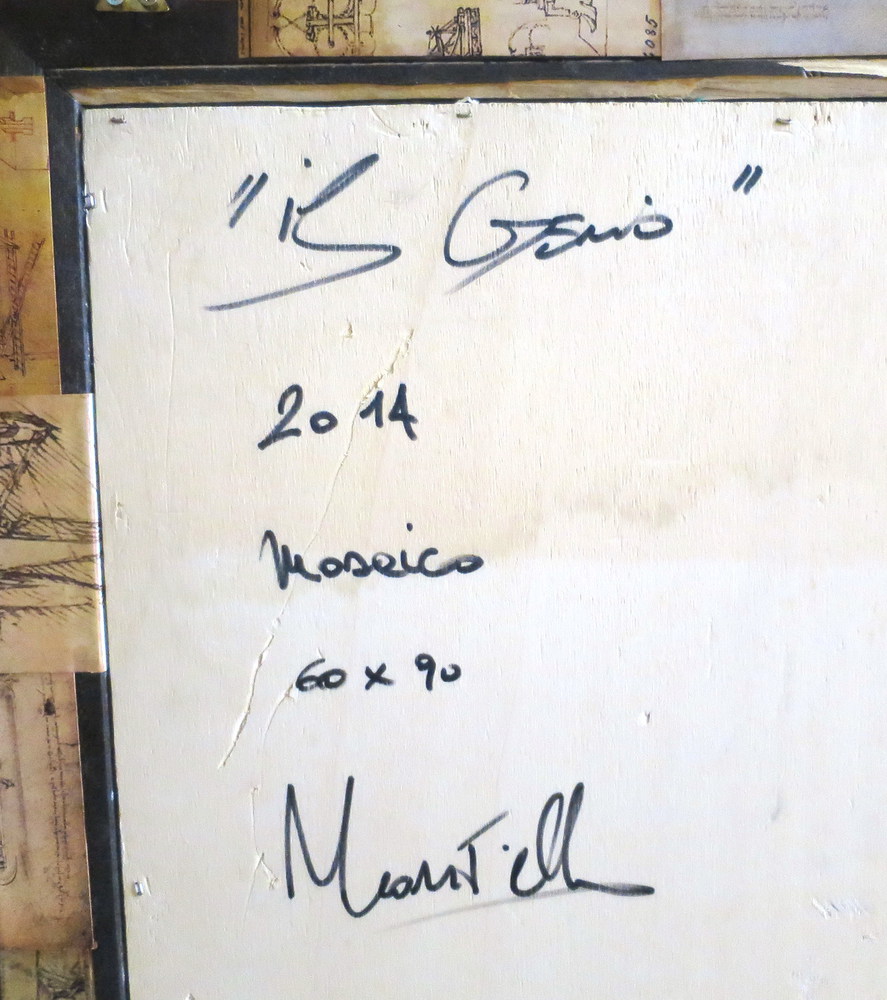 "il Genio"
2014
Mosaico
60 x 90